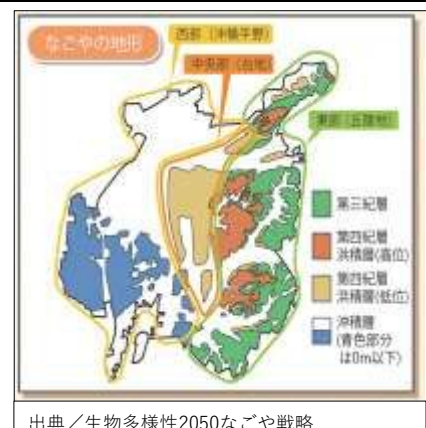 なごやの地形
西部（沖積平野）
中央部（台地）
東部（丘陵地）
第三紀層
第四紀層
洪積層(高位)
第四紀層
洪積層(低位)
沖積層
(青色部分
は0m以下)
出典／生物多様性2050なごや戦略